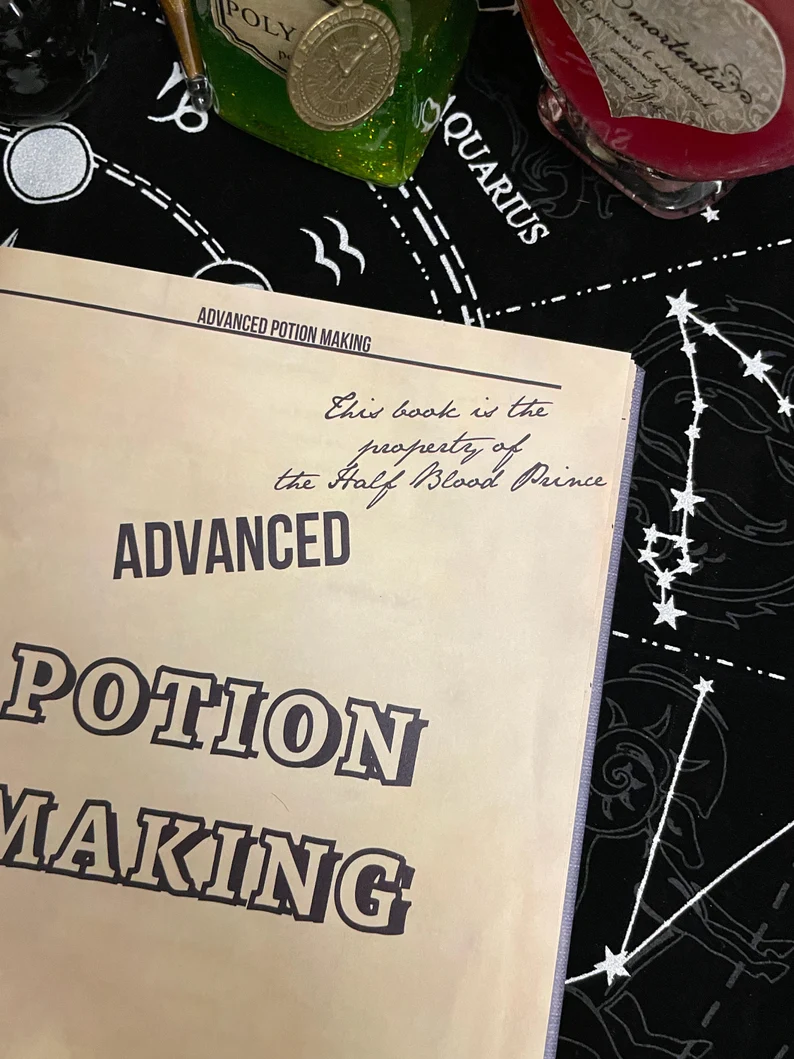 POLY
mortentia
AQUARIUS
ADVANCED POTION MAKING
This book is the
property of
the Half Blood Prince
ADVANCED
POTION
MAKING